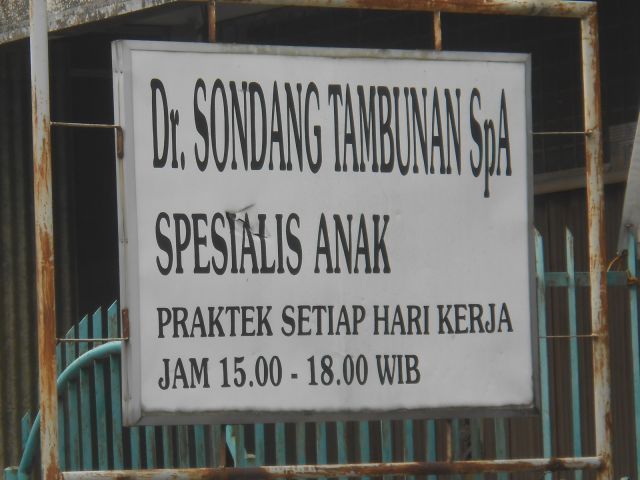 Dr. SONDANG TAMBUNAN SpA
SPESIALIS ANAK
PRAKTEK SETIAP HARI KERJA
JAM 15.00 - 18.00 WIB